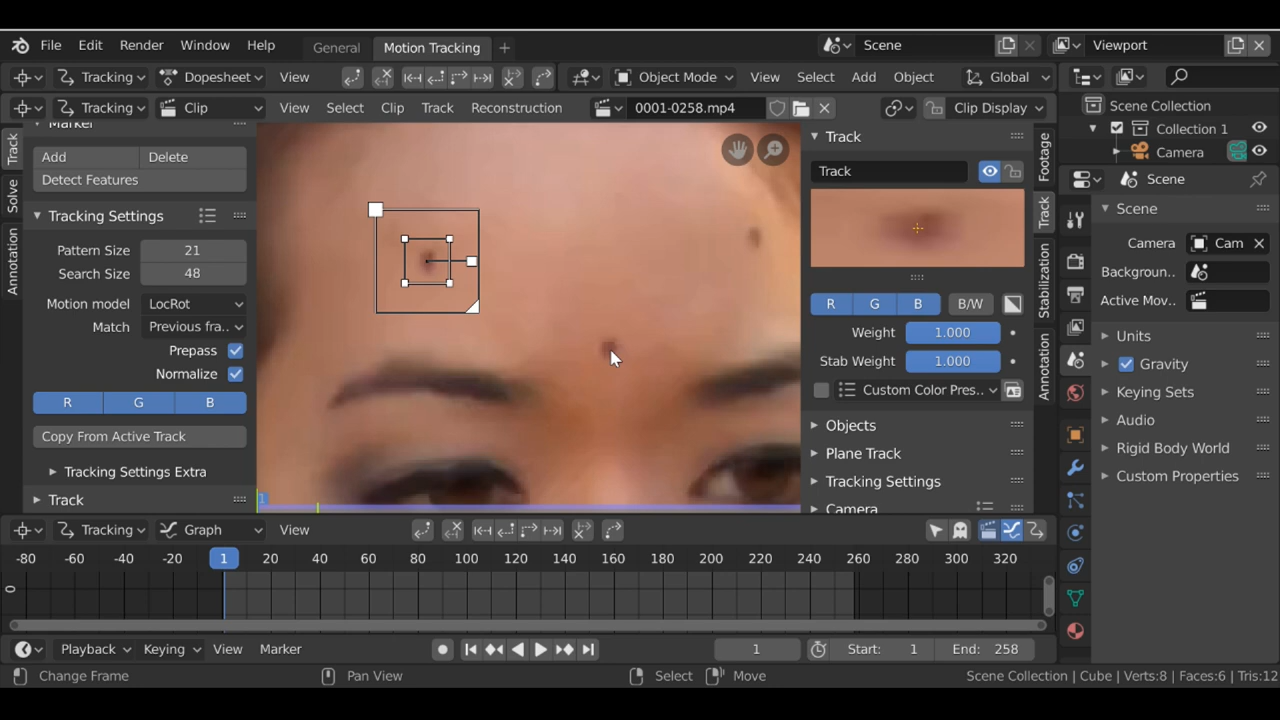 File Edit Render Window Help General Motion Tracking + Scene Viewport
Tracking Dopesheet View Object Mode View Select Add Object Global
Tracking Clip View Select Clip Track Reconstruction 0001-0258.mp4 Clip Display
Scene Collection
Collection 1
Camera
Marker
Add Delete
Detect Features
Tracking Settings
Pattern Size 21
Search Size 48
Motion model LocRot
Match Previous fra..
Prepass
Normalize
R G B
Copy From Active Track
Tracking Settings Extra
Track
Track
Solve
Annotation
1
Track
Track
R G B B/W
Weight 1.000
Stab Weight 1.000
Custom Color Pres..
Objects
Plane Track
Tracking Settings
Camera
Footage
Track
Stabilization
Annotation
Scene
Scene
Camera Cam
Backgroun..
Active Mov..
Units
Gravity
Keying Sets
Audio
Rigid Body World
Custom Properties
Tracking Graph View
-80 -60 -40 -20 1 20 40 60 80 100 120 140 160 180 200 220 240 260 280 300 320
0
Playback Keying View Marker 1 Start: 1 End: 258
Change Frame Pan View Select Move Scene Collection | Cube | Verts:8 | Faces:6 | Tris:12